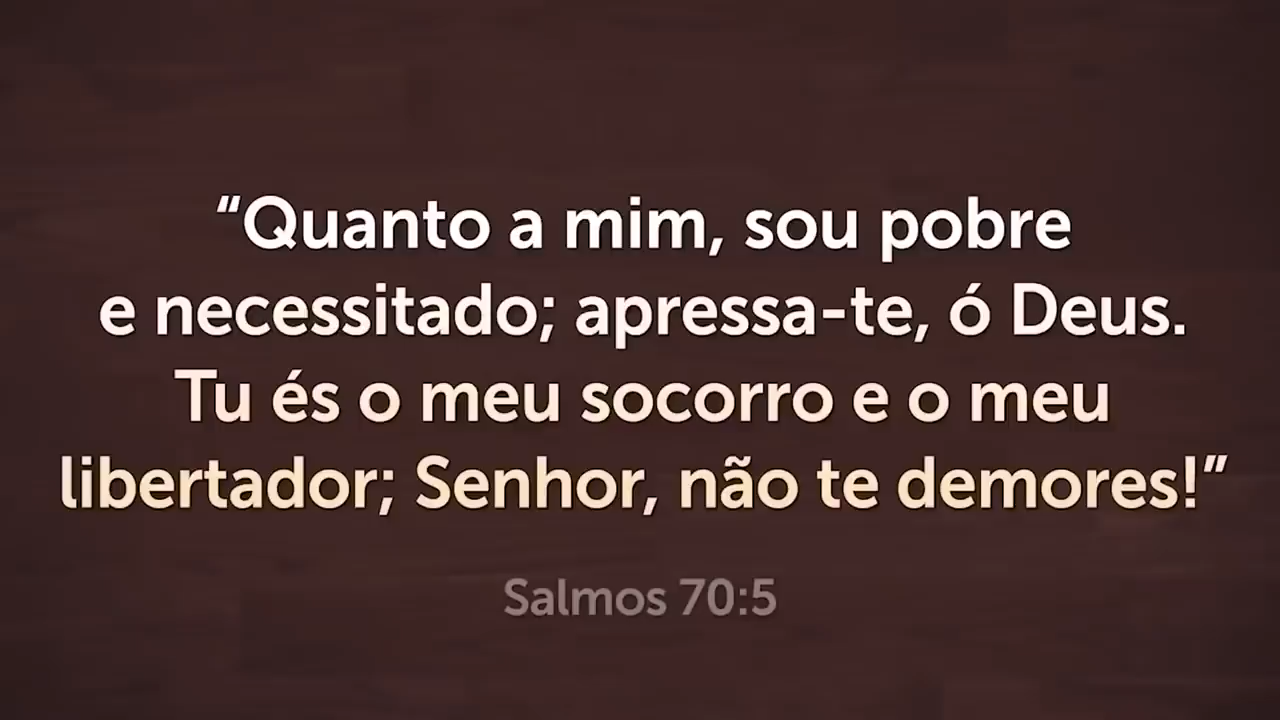 “Quanto a mim, sou pobre
e necessitado; apressa-te, ó Deus.
Tu és o meu socorro e o meu
libertador; Senhor, não te demores!”
Salmos 70:5